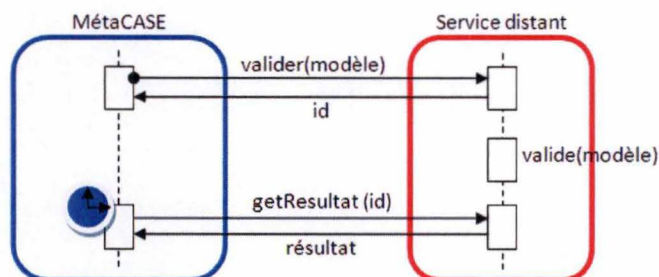 MétaCASE
Service distant
valider(modèle)
id
valide(modèle)
getResultat (id)
résultat